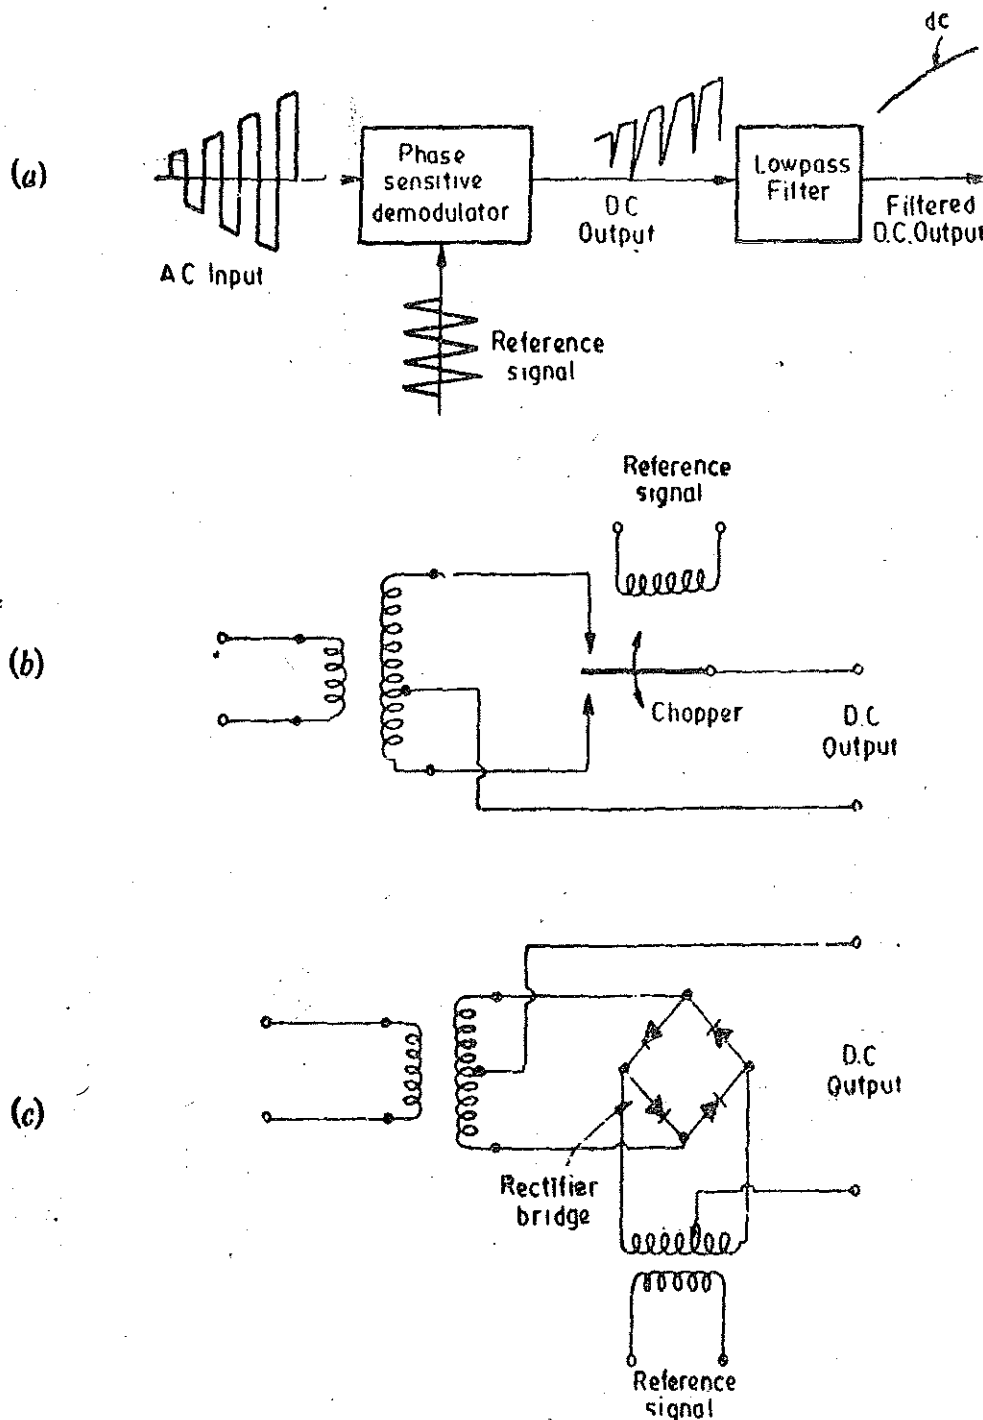 dc
(a)
Phase
sensitive
demodulator
Lowpass
Filter
DC
Output
Filtered
D.C. Output
AC Input
Reference
signal
Reference
signal
(b)
Chopper
D.C
Output
(c)
D.C
Output
Rectifier
bridge
Reference
signal